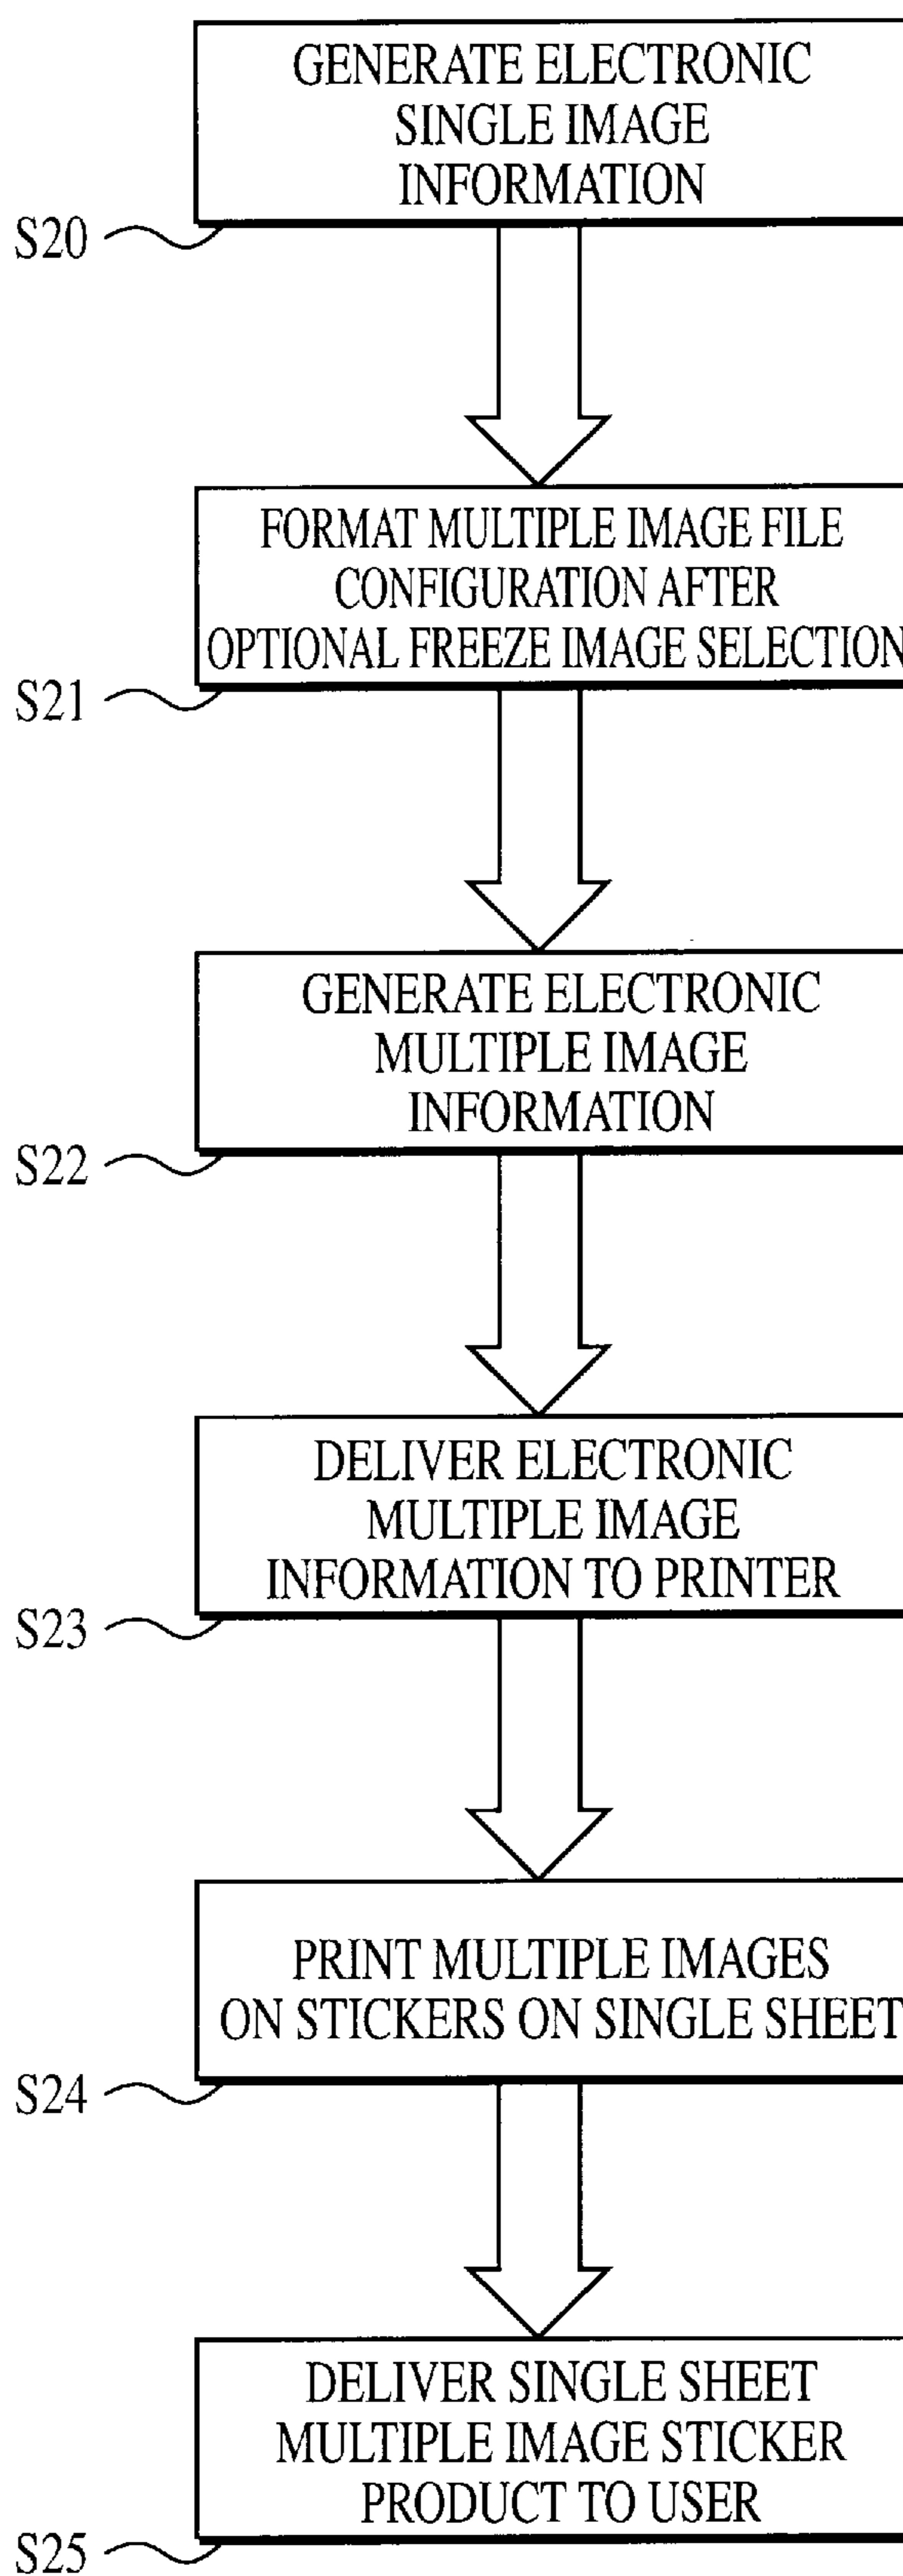 GENERATE ELECTRONIC
SINGLE IMAGE
INFORMATION
S20
FORMAT MULTIPLE IMAGE FILE
CONFIGURATION AFTER
OPTIONAL FREEZE IMAGE SELECTION
S21
GENERATE ELECTRONIC
MULTIPLE IMAGE
INFORMATION
S22
DELIVER ELECTRONIC
MULTIPLE IMAGE
INFORMATION TO PRINTER
S23
PRINT MULTIPLE IMAGES
ON STICKERS ON SINGLE SHEET
S24
DELIVER SINGLE SHEET
MULTIPLE IMAGE STICKER
PRODUCT TO USER
S25